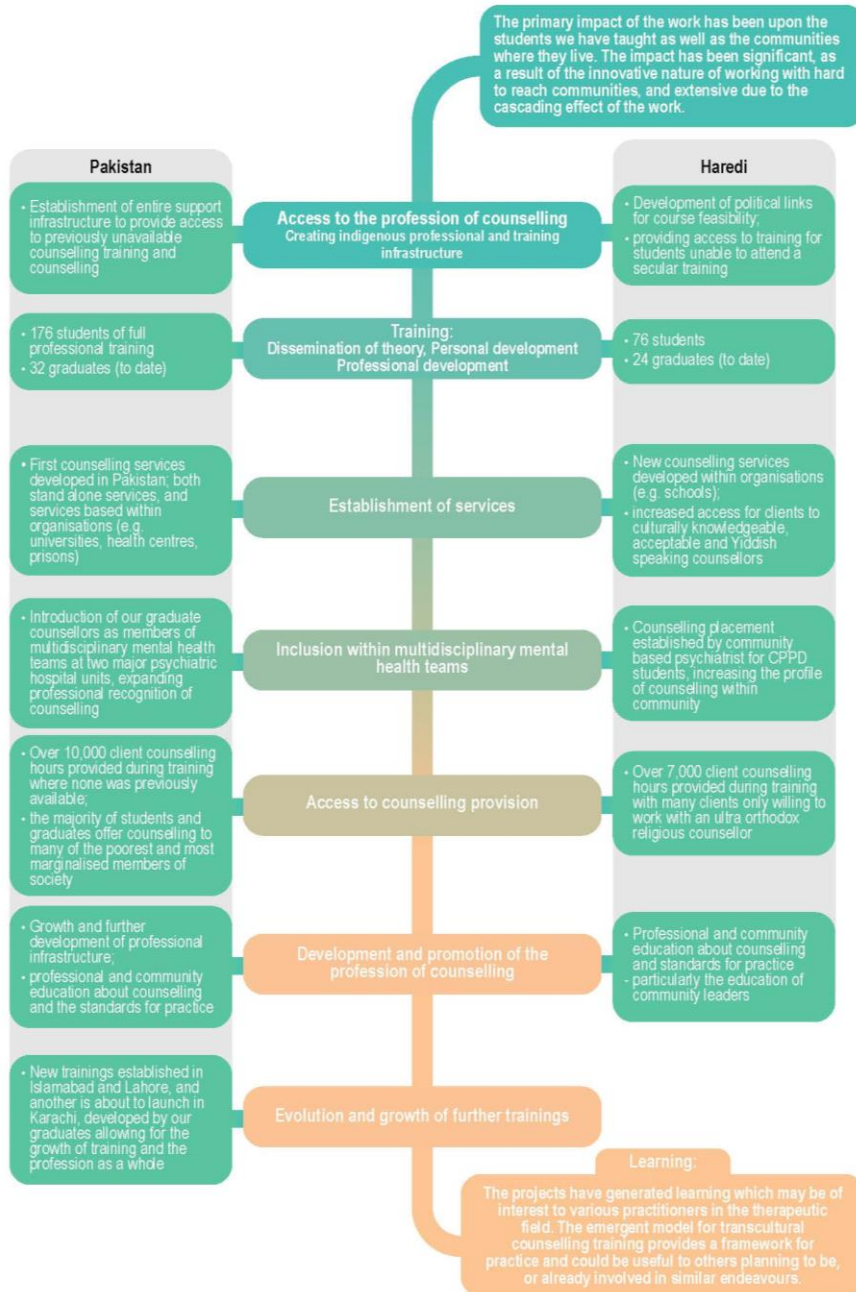 The primary impact of the work has been upon the
students we have taught as well as the communities
where they live. The impact has been significant, as
a result of the innovative nature of working with hard
to reach communities, and extensive due to the
cascading effect of the work.
Pakistan
Haredi
• Establishment of entire support
infrastructure to provide access
to previously unavailable
counselling training and
counselling
Access to the profession of counselling
Creating indigenous professional and training
infrastructure
• Development of political links
for course feasibility;
• providing access to training for
students unable to attend a
secular training
• 176 students of full
professional training
• 32 graduates (to date)
Training:
Dissemination of theory, Personal development
Professional development
• 76 students
• 24 graduates (to date)
• First counselling services
developed in Pakistan; both
stand alone services, and
services based within
organisations (e.g.
universities, health centres,
prisons)
Establishment of services
• New counselling services
developed within organisations
(e.g. schools);
• increased access for clients to
culturally knowledgeable,
acceptable and Yiddish
speaking counsellors
• Introduction of our graduate
counsellors as members of
multidisciplinary mental health
teams at two major psychiatric
hospital units, expanding
professional recognition of
counselling
Inclusion within multidisciplinary mental
health teams
• Counselling placement
established by community
based psychiatrist for CPPD
students, increasing the profile
of counselling within
community
• Over 10,000 client counselling
hours provided during training
where none was previously
available;
• the majority of students and
graduates offer counselling to
many of the poorest and most
marginalised members of
society
Access to counselling provision
• Over 7,000 client counselling
hours provided during training
with many clients only willing to
work with an ultra orthodox
religious counsellor
• Growth and further
development of professional
infrastructure;
• professional and community
education about counselling
and the standards for practice
Development and promotion of the
profession of counselling
• Professional and community
education about counselling
and standards for practice
- particularly the education of
community leaders
• New trainings established in
Islamabad and Lahore, and
another is about to launch in
Karachi, developed by our
graduates allowing for the
growth of training and the
profession as a whole
Evolution and growth of further trainings
Learning:
The projects have generated learning which may be of
interest to various practitioners in the therapeutic
field. The emergent model for transcultural
counselling training provides a framework for
practice and could be useful to others planning to be,
or already involved in similar endeavours.